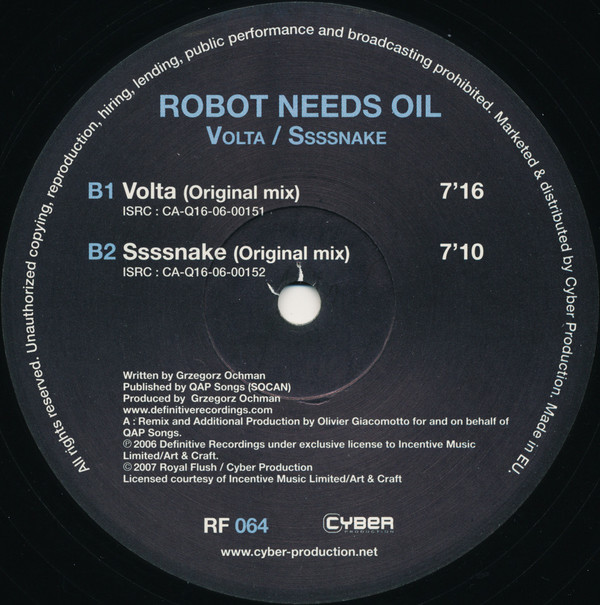 All rights reserved. Unauthorized copying, reproduction, hiring, lending, public performance and broadcasting prohibited. Marketed & distributed by Cyber Production. Made in EU.
ROBOT NEEDS OIL
VOLTA / SSSSNAKE
B1 Volta (Original mix) 7'16
ISRC : CA-Q16-06-00151
B2 Ssssnake (Original mix) 7'10
ISRC : CA-Q16-06-00152
Written by Grzegorz Ochman
Published by QAP Songs (SOCAN)
Produced by Grzegorz Ochman
www.definitiverecordings.com
A : Remix and Additional Production by Olivier Giacomotto for and on behalf of
QAP Songs.
℗ 2006 Definitive Recordings under exclusive license to Incentive Music
Limited/Art & Craft.
© 2007 Royal Flush / Cyber Production
Licensed courtesy of Incentive Music Limited/Art & Craft
RF 064 CYBER
PRODUCTION
www.cyber-production.net